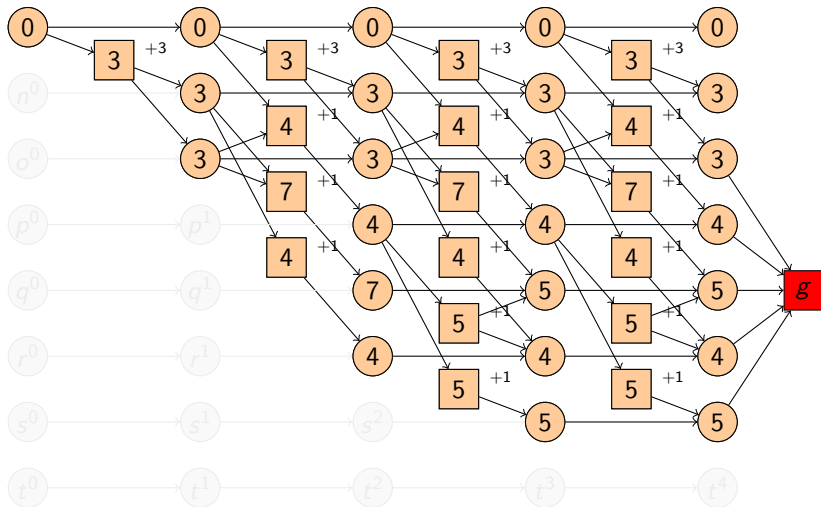 0 0 0 0 0
3 +3 3 +3 3 +3 3 +3
n⁰ 3 3 3 3
4 +1 4 +1 4 +1
o⁰ 3 3 3 3
7 +1 7 +1 7 +1
p⁰ p¹ 4 4 4
4 +1 4 +1 4 +1
q⁰ q¹ 7 5 5 g
5 +1 5 +1
r⁰ r¹ 4 4 4
5 +1 5 +1
s⁰ s¹ s² 5 5
t⁰ t¹ t² t³ t⁴